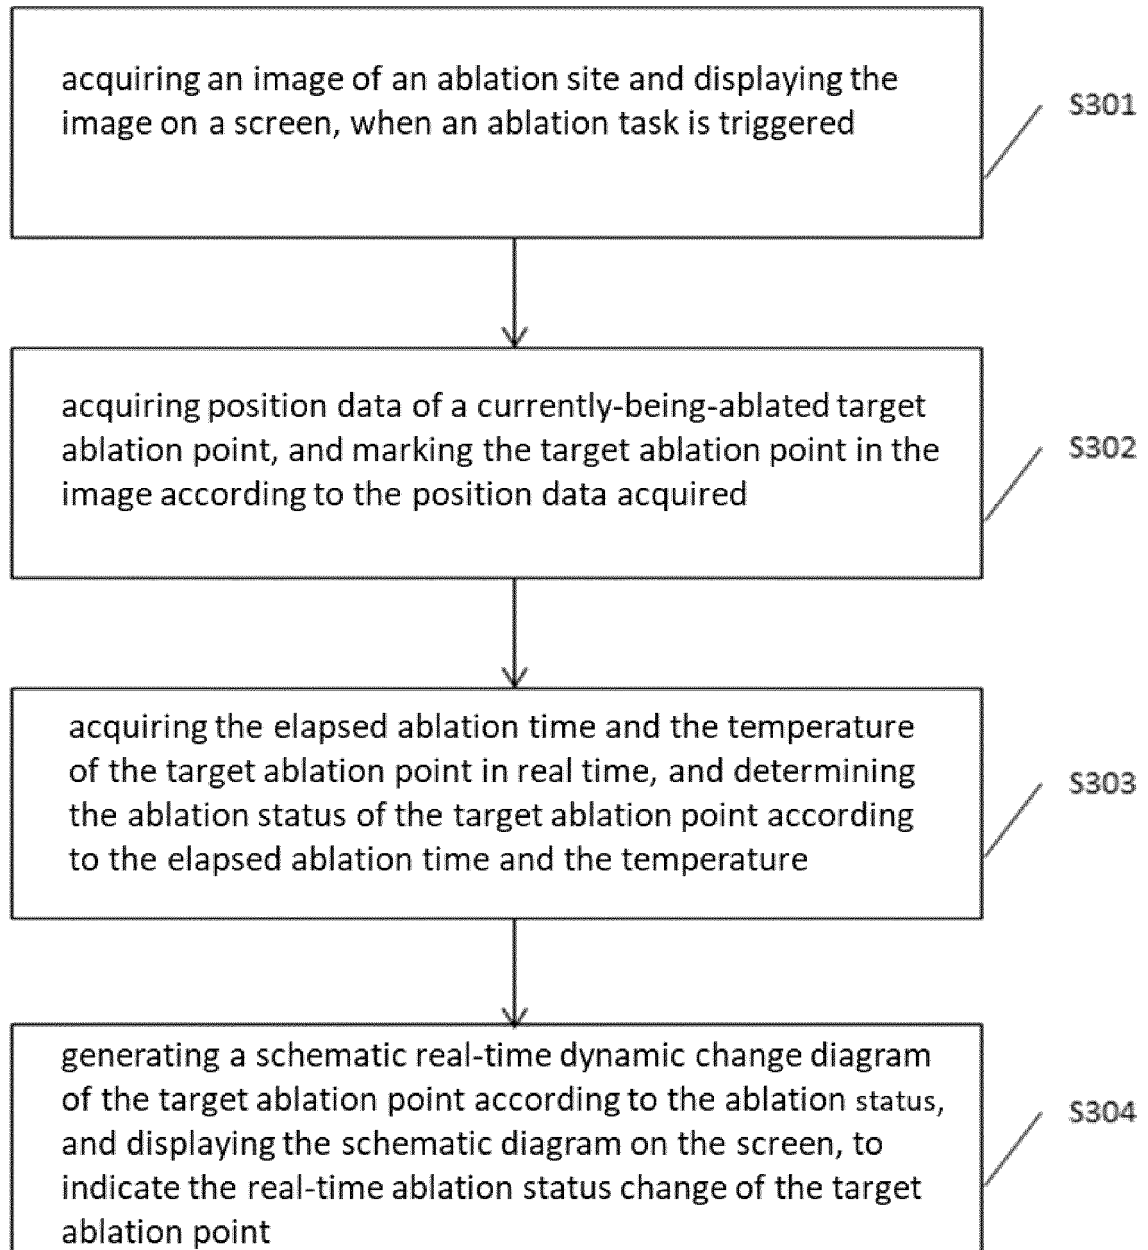 acquiring an image of an ablation site and displaying the
image on a screen, when an ablation task is triggered
S301
acquiring position data of a currently-being-ablated target
ablation point, and marking the target ablation point in the
image according to the position data acquired
S302
acquiring the elapsed ablation time and the temperature
of the target ablation point in real time, and determining
the ablation status of the target ablation point according
to the elapsed ablation time and the temperature
S303
generating a schematic real-time dynamic change diagram
of the target ablation point according to the ablation status,
and displaying the schematic diagram on the screen, to
indicate the real-time ablation status change of the target
ablation point
S304